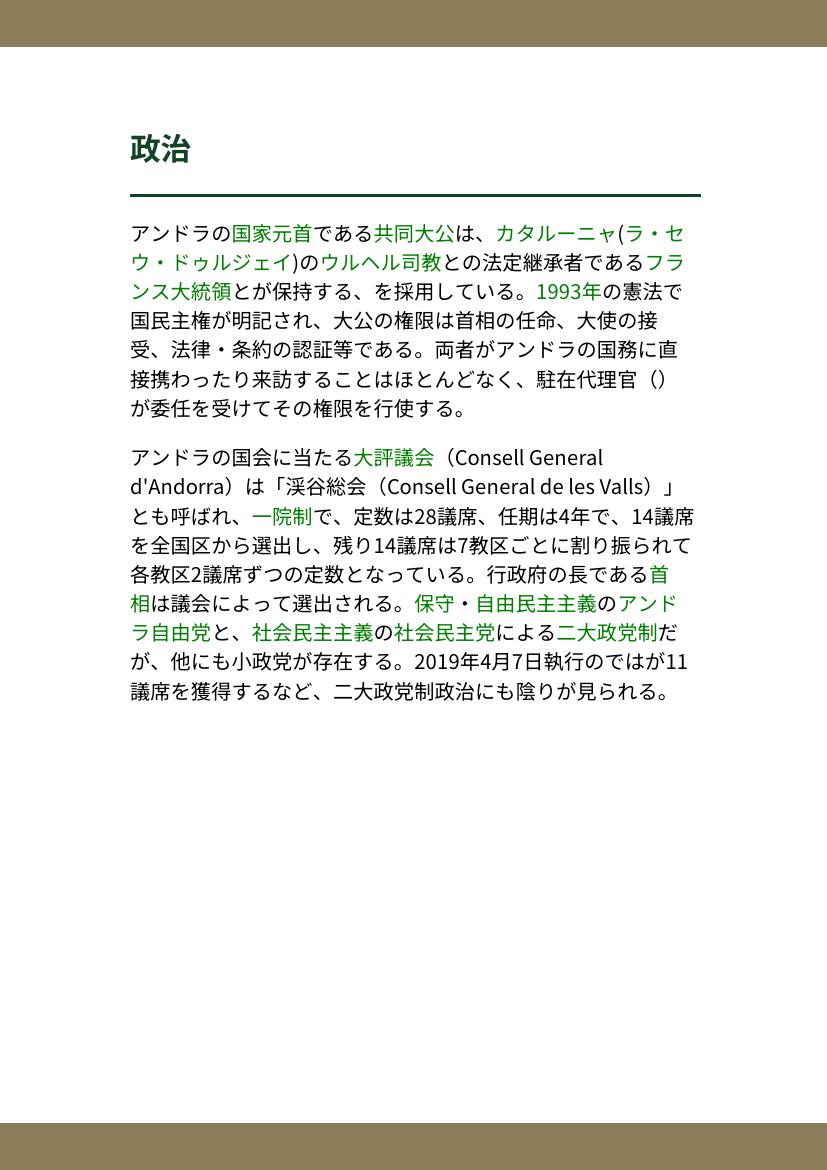 政治
アンドラの国家元首である共同大公は、カタルーニャ(ラ・セ
ウ・ドゥルジェイ)のウルヘル司教との法定継承者であるフラ
ンス大統領とが保持する、を採用している。1993年の憲法で
国民主権が明記され、大公の権限は首相の任命、大使の接
受、法律・条約の認証等である。両者がアンドラの国務に直
接携わったり来訪することはほとんどなく、駐在代理官（）
が委任を受けてその権限を行使する。
アンドラの国会に当たる大評議会（Consell General
d'Andorra）は「渓谷総会（Consell General de les Valls）」
とも呼ばれ、一院制で、定数は28議席、任期は4年で、14議席
を全国区から選出し、残り14議席は7教区ごとに割り振られて
各教区2議席ずつの定数となっている。行政府の長である首
相は議会によって選出される。保守・自由民主主義のアンド
ラ自由党と、社会民主主義の社会民主党による二大政党制だ
が、他にも小政党が存在する。2019年4月7日執行のではが11
議席を獲得するなど、二大政党制政治にも陰りが見られる。